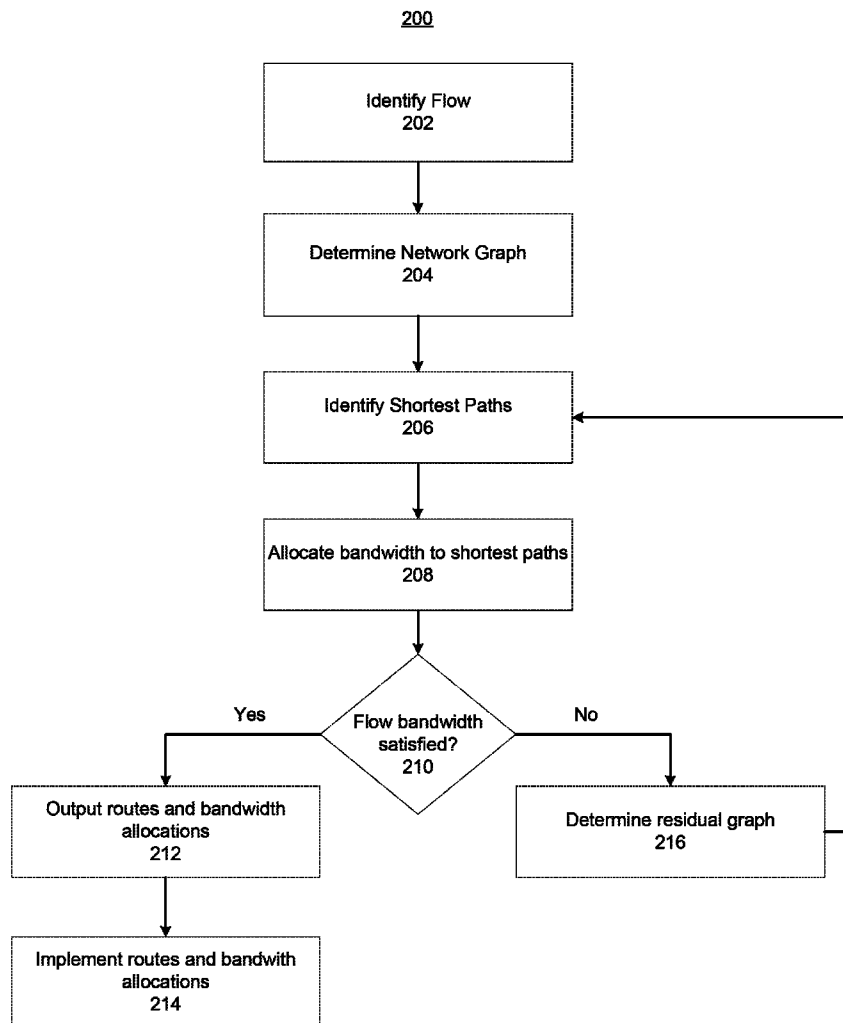 200
Identify Flow
202
Determine Network Graph
204
Identify Shortest Paths
206
Allocate bandwidth to shortest paths
208
Yes
No
Flow bandwidth
satisfied?
210
Output routes and bandwidth
allocations
212
Determine residual graph
216
Implement routes and bandwith
allocations
214